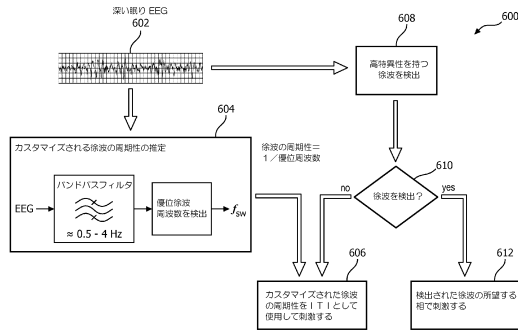 深い眠りEEG
602
600
608
高特異性を持つ
徐波を検出
604
カスタマイズされる徐波の周期性の推定
徐波の周期性＝
1／優位周波数
バンドパスフィルタ
EEG
≈ 0.5 - 4 Hz
優位徐波
周波数を検出
fsw
610
徐波を検出？
no
yes
606
カスタマイズされた徐波
の周期性をＩＴＩとして
使用して刺激する
612
検出された徐波の所望する
相で刺激する